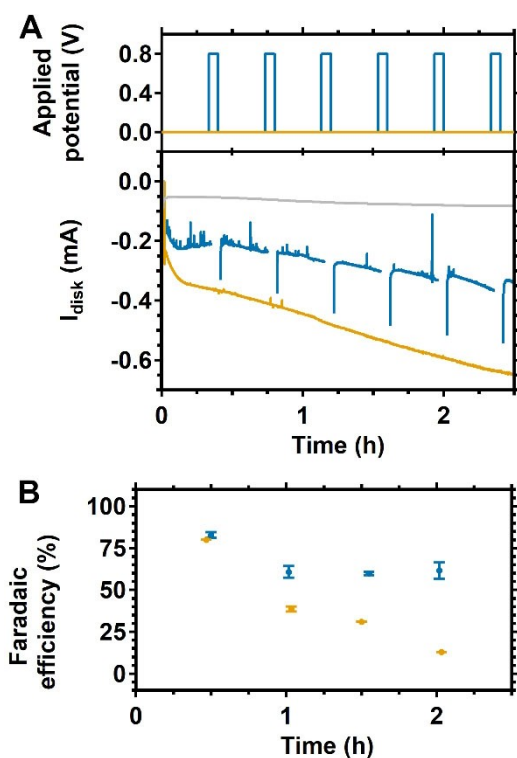 A
Applied
potential (V)
0.8
0.4
0.0
I_disk (mA)
0.0
-0.2
-0.4
-0.6
0 1 2
Time (h)
B
Faradaic
efficiency (%)
100
75
50
25
0
0 1 2
Time (h)